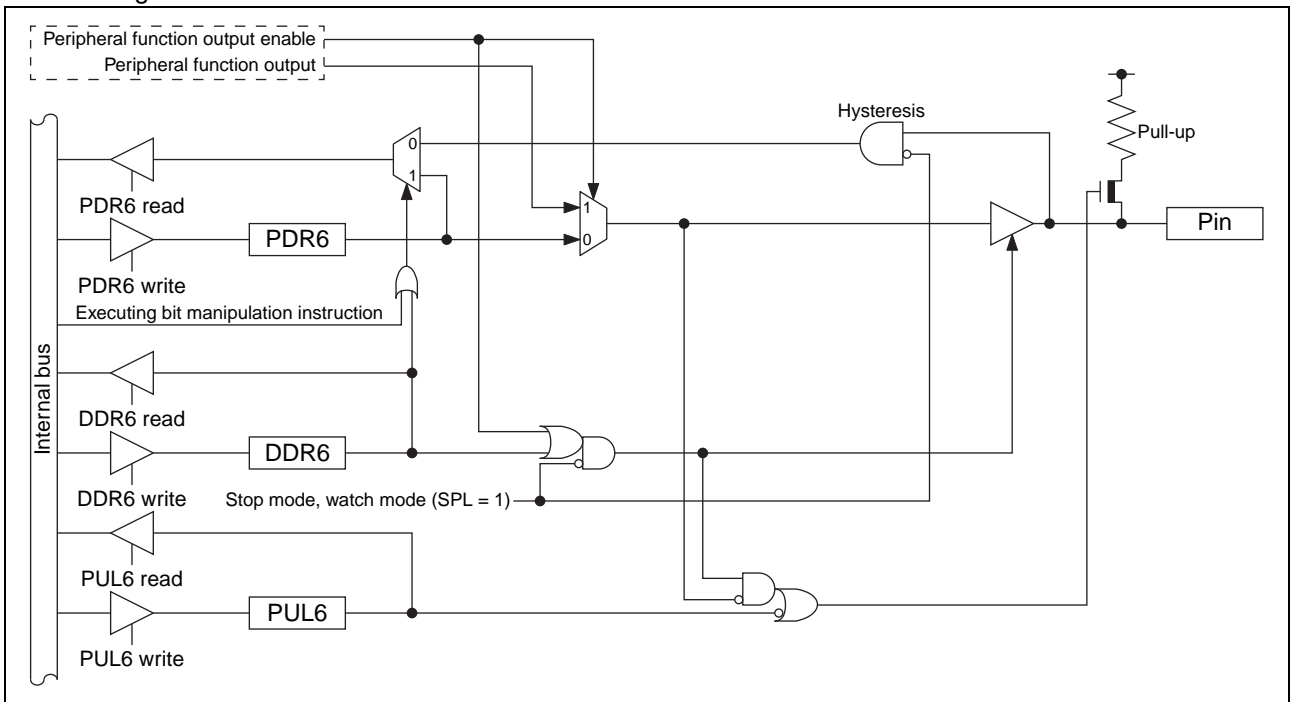 Peripheral function output enable
Peripheral function output
Hysteresis
Pull-up
0
1
PDR6 read
1
0
PDR6
Pin
PDR6 write
Executing bit manipulation instruction
Internal bus
DDR6 read
DDR6
DDR6 write
Stop mode, watch mode (SPL = 1)
PUL6 read
PUL6
PUL6 write